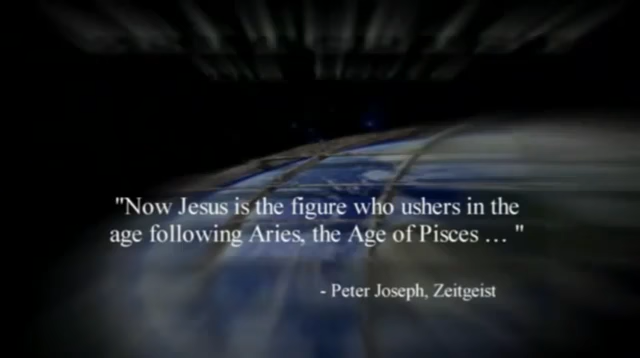 "Now Jesus is the figure who ushers in the
age following Aries, the Age of Pisces … "
- Peter Joseph, Zeitgeist